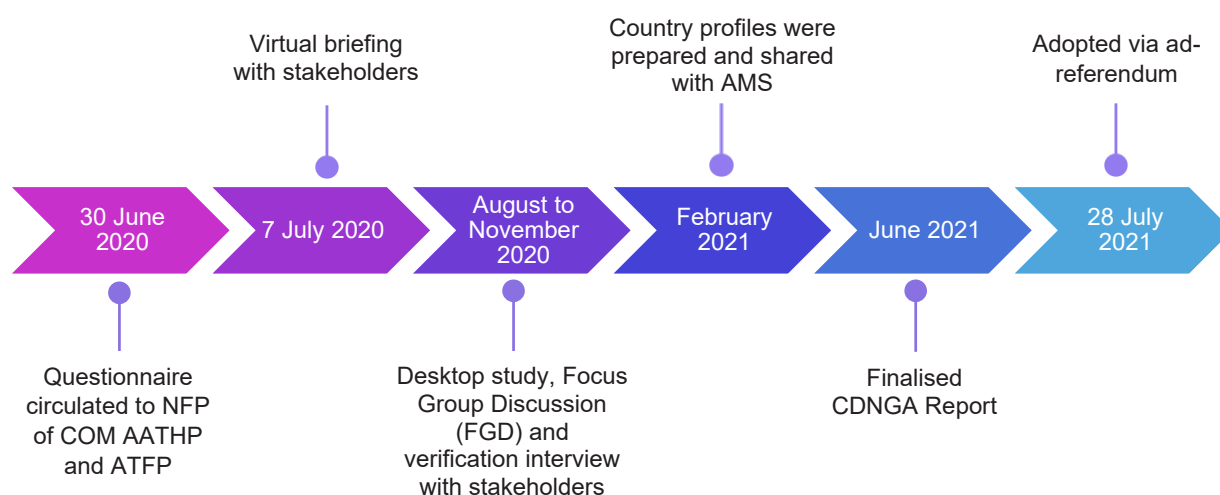 Virtual briefing
with stakeholders
Country profiles were
prepared and shared
with AMS
Adopted via ad-
referendum
30 June
2020
7 July 2020
August to
November
2020
February
2021
June 2021
28 July
2021
Questionnaire
circulated to NFP
of COM AATHP
and ATFP
Desktop study, Focus
Group Discussion
(FGD) and
verification interview
with stakeholders
Finalised
CDNGA Report